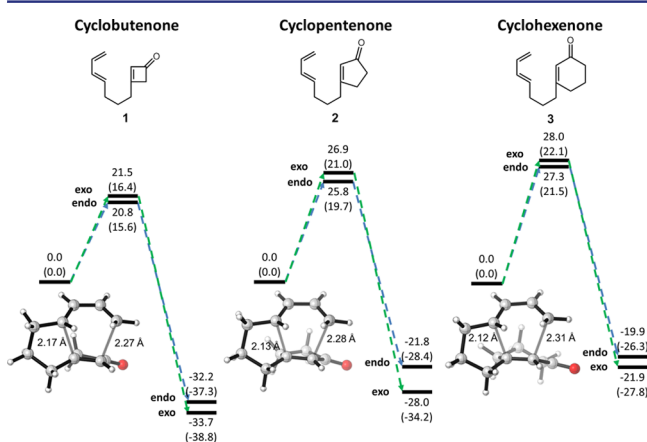 Cyclobutenone
O
1
21.5
(16.4)
exo
endo
20.8
(15.6)
0.0
(0.0)
2.17 Å
2.27 Å
-32.2
(-37.3)
endo
exo
-33.7
(-38.8)
Cyclopentenone
O
2
26.9
(21.0)
exo
endo
25.8
(19.7)
0.0
(0.0)
2.13 Å
2.28 Å
-21.8
(-28.4)
endo
exo
-28.0
(-34.2)
Cyclohexenone
O
3
28.0
(22.1)
exo
endo
27.3
(21.5)
0.0
(0.0)
2.12 Å
2.31 Å
-19.9
(-26.3)
endo
exo
-21.9
(-27.8)